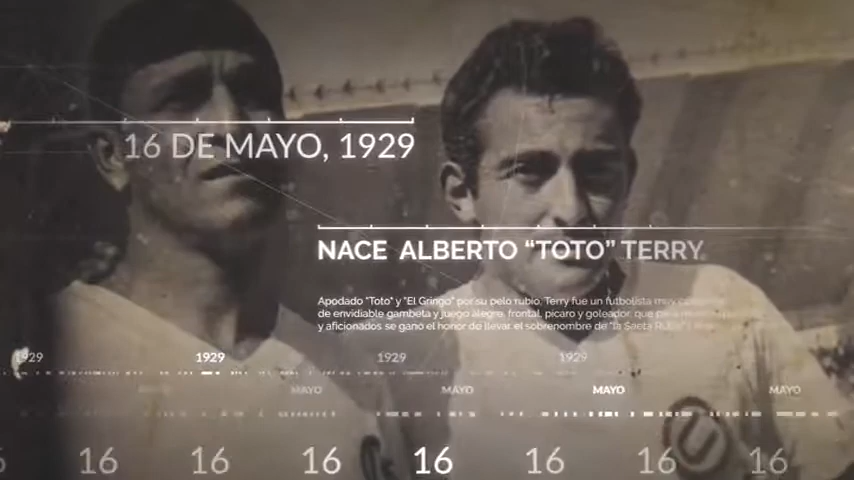 16 DE MAYO, 1929
NACE ALBERTO “TOTO” TERRY
Apodado “Toto” y “El Gringo” por su pelo rubio, Terry fue un futbolista muy
de envidiable gambeta y juego alegre, frontal, pícaro y goleador, que para
y aficionados se ganó el honor de llevar el sobrenombre de “la Saeta Rubia”
1929 1929 1929 1929
MAYO MAYO MAYO MAYO
16 16 16 16 16 16 16
U